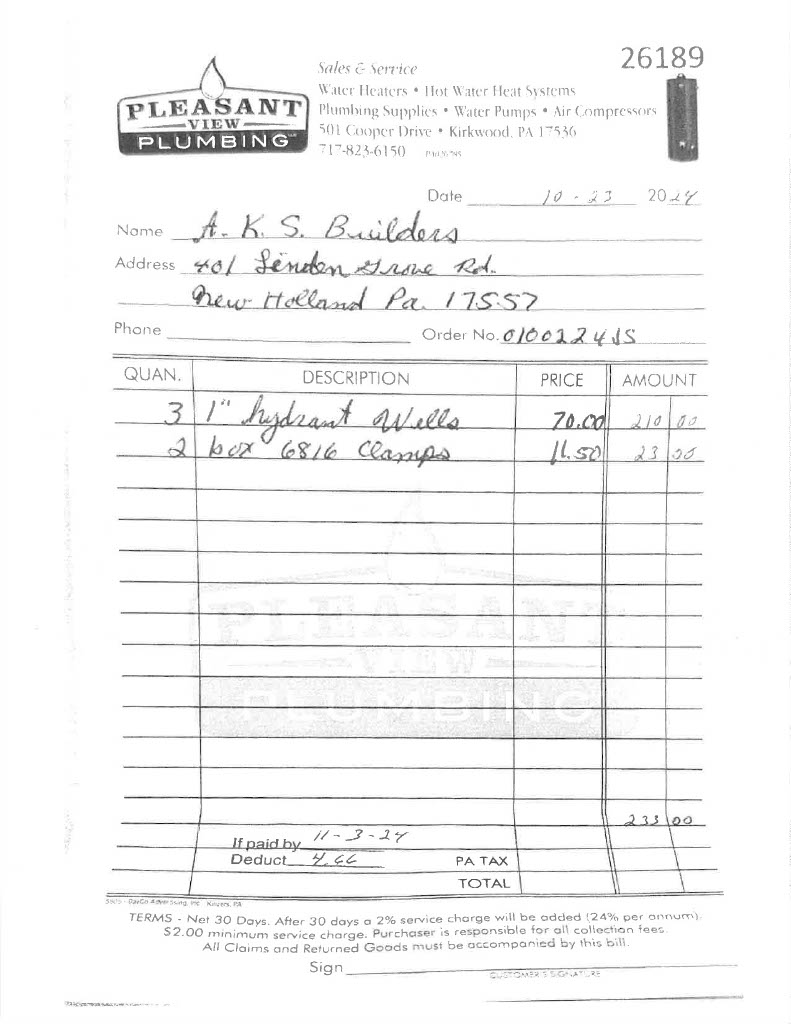 26189
PLEASANT
VIEW
PLUMBING
Sales & Service
Water Heaters • Hot Water Heat Systems
Plumbing Supplies • Water Pumps • Air Compressors
501 Cooper Drive • Kirkwood, PA 17536
717-823-6150
Date 10-23 2024
Name A. K. S. Builders
Address 401 Linden Grove Rd.
New Holland Pa. 17557
Phone Order No. 0100224JS
QUAN. DESCRIPTION PRICE AMOUNT
3 1" hydrant Wells 70.00 210 00
2 box 6816 Clamps 11.50 23 00
PLEASANT
VIEW
PLUMBING
233 00
If paid by 11-3-24
Deduct 4.66 PA TAX
TOTAL
TERMS - Net 30 Days. After 30 days a 2% service charge will be added (24% per annum).
$2.00 minimum service charge. Purchaser is responsible for all collection fees.
All Claims and Returned Goods must be accompanied by this bill.
Sign
CUSTOMER'S SIGNATURE